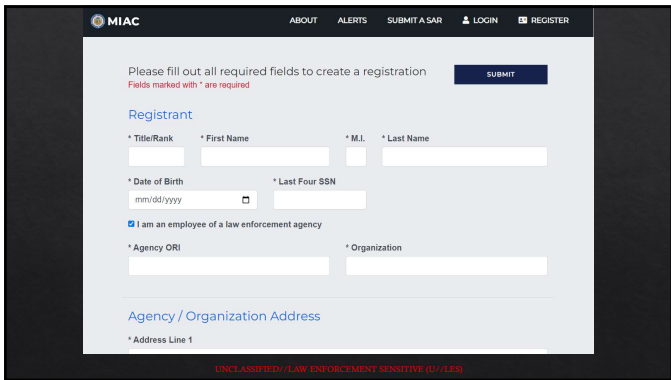 MIAC ABOUT ALERTS SUBMIT A SAR LOGIN REGISTER
Please fill out all required fields to create a registration SUBMIT
Fields marked with * are required
Registrant
* Title/Rank * First Name * M.I. * Last Name
* Date of Birth * Last Four SSN
mm/dd/yyyy
I am an employee of a law enforcement agency
* Agency ORI * Organization
Agency / Organization Address
* Address Line 1
UNCLASSIFIED//LAW ENFORCEMENT SENSITIVE (U//LES)